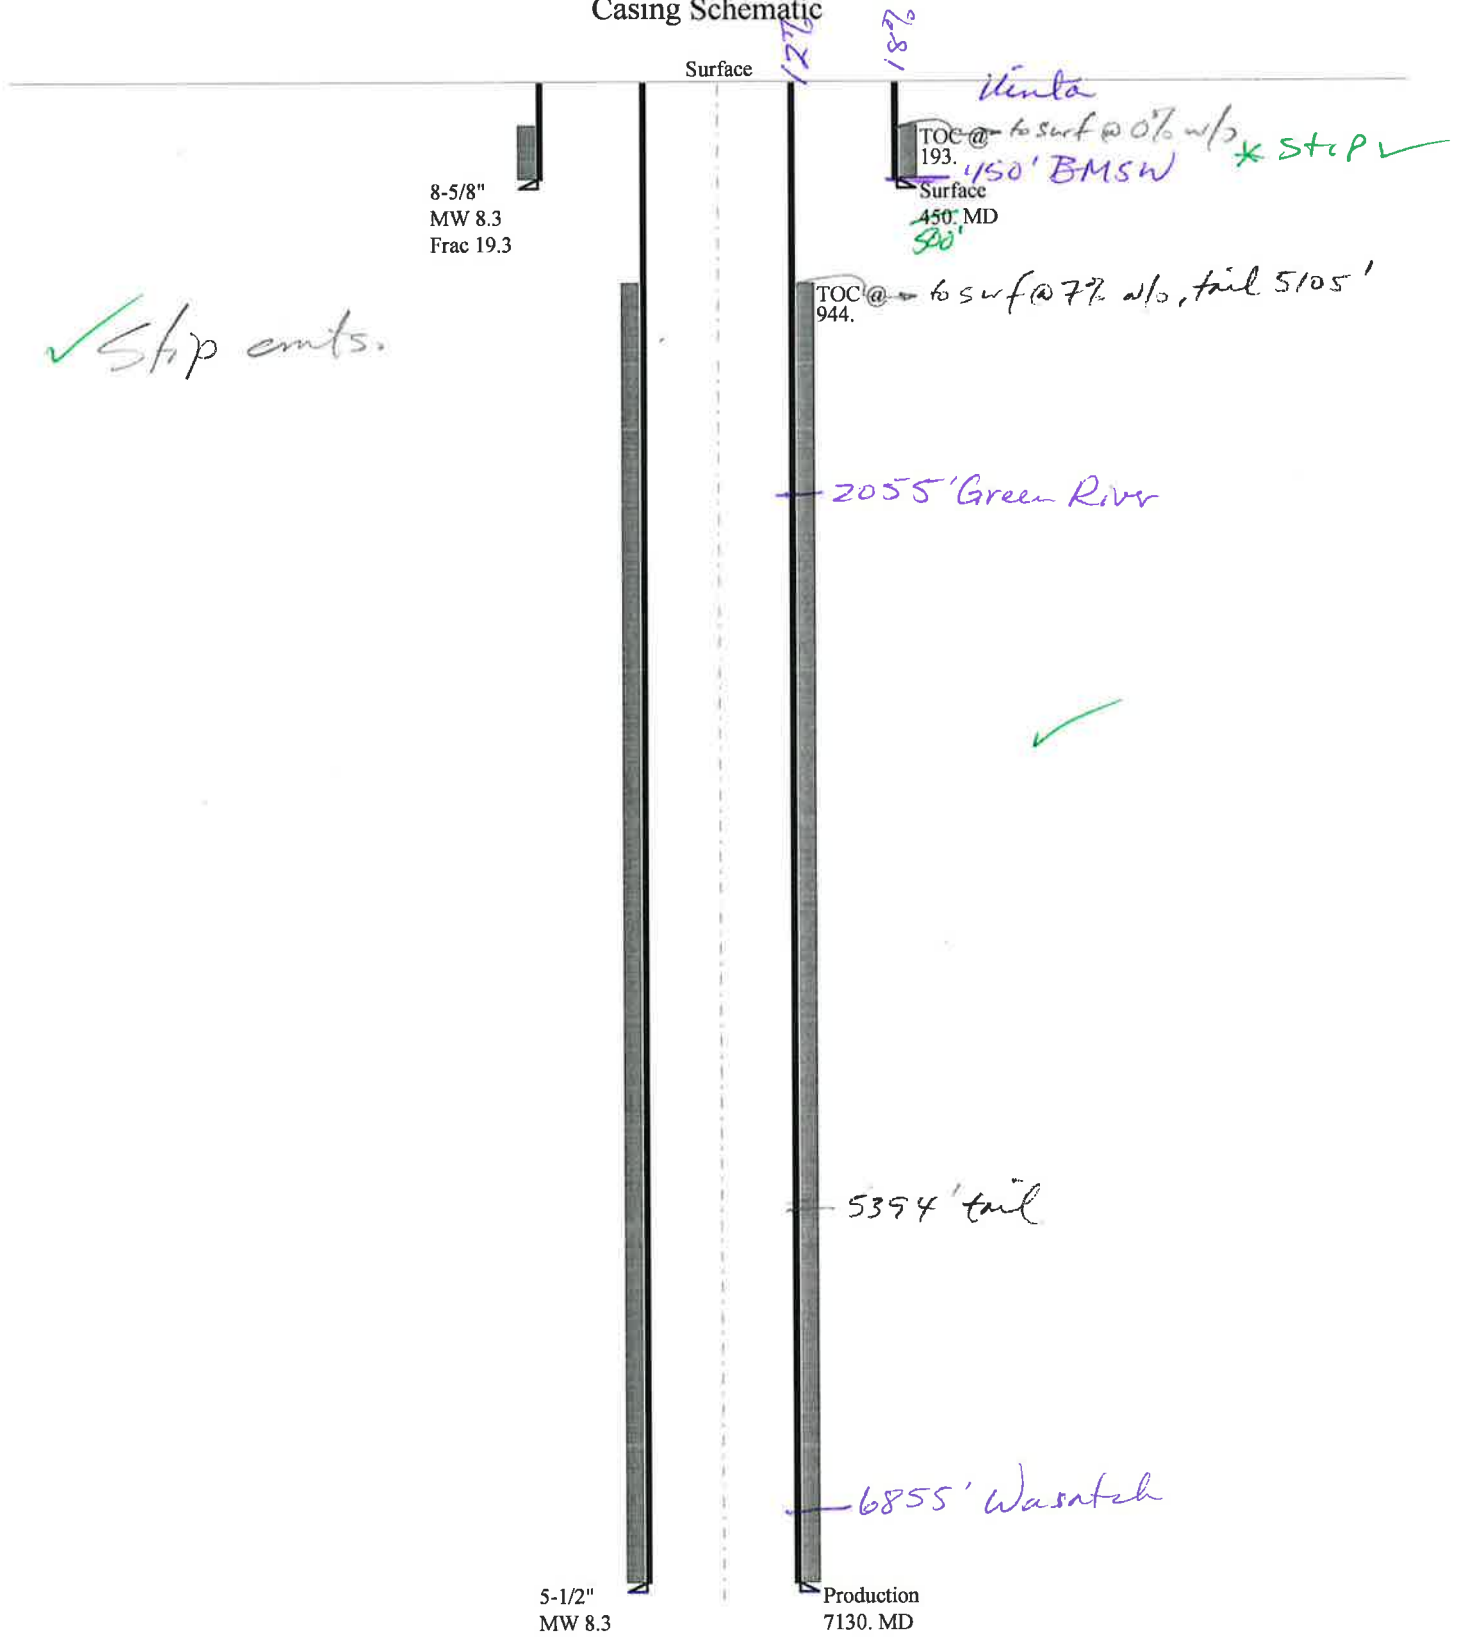 Casing Schematic
12%
18%
Surface
Uinta
TOC @ to surf @ 0% w/o
193.
* Stip ✓
450' BMSW
8-5/8"
MW 8.3
Frac 19.3
Surface
450. MD
500'
TOC @ to surf @ 7% w/o, tail 5105'
944.
✓ Stip cmts.
2055' Green River
✓
5394' tail
6855' Wasatch
5-1/2"
MW 8.3
Production
7130. MD